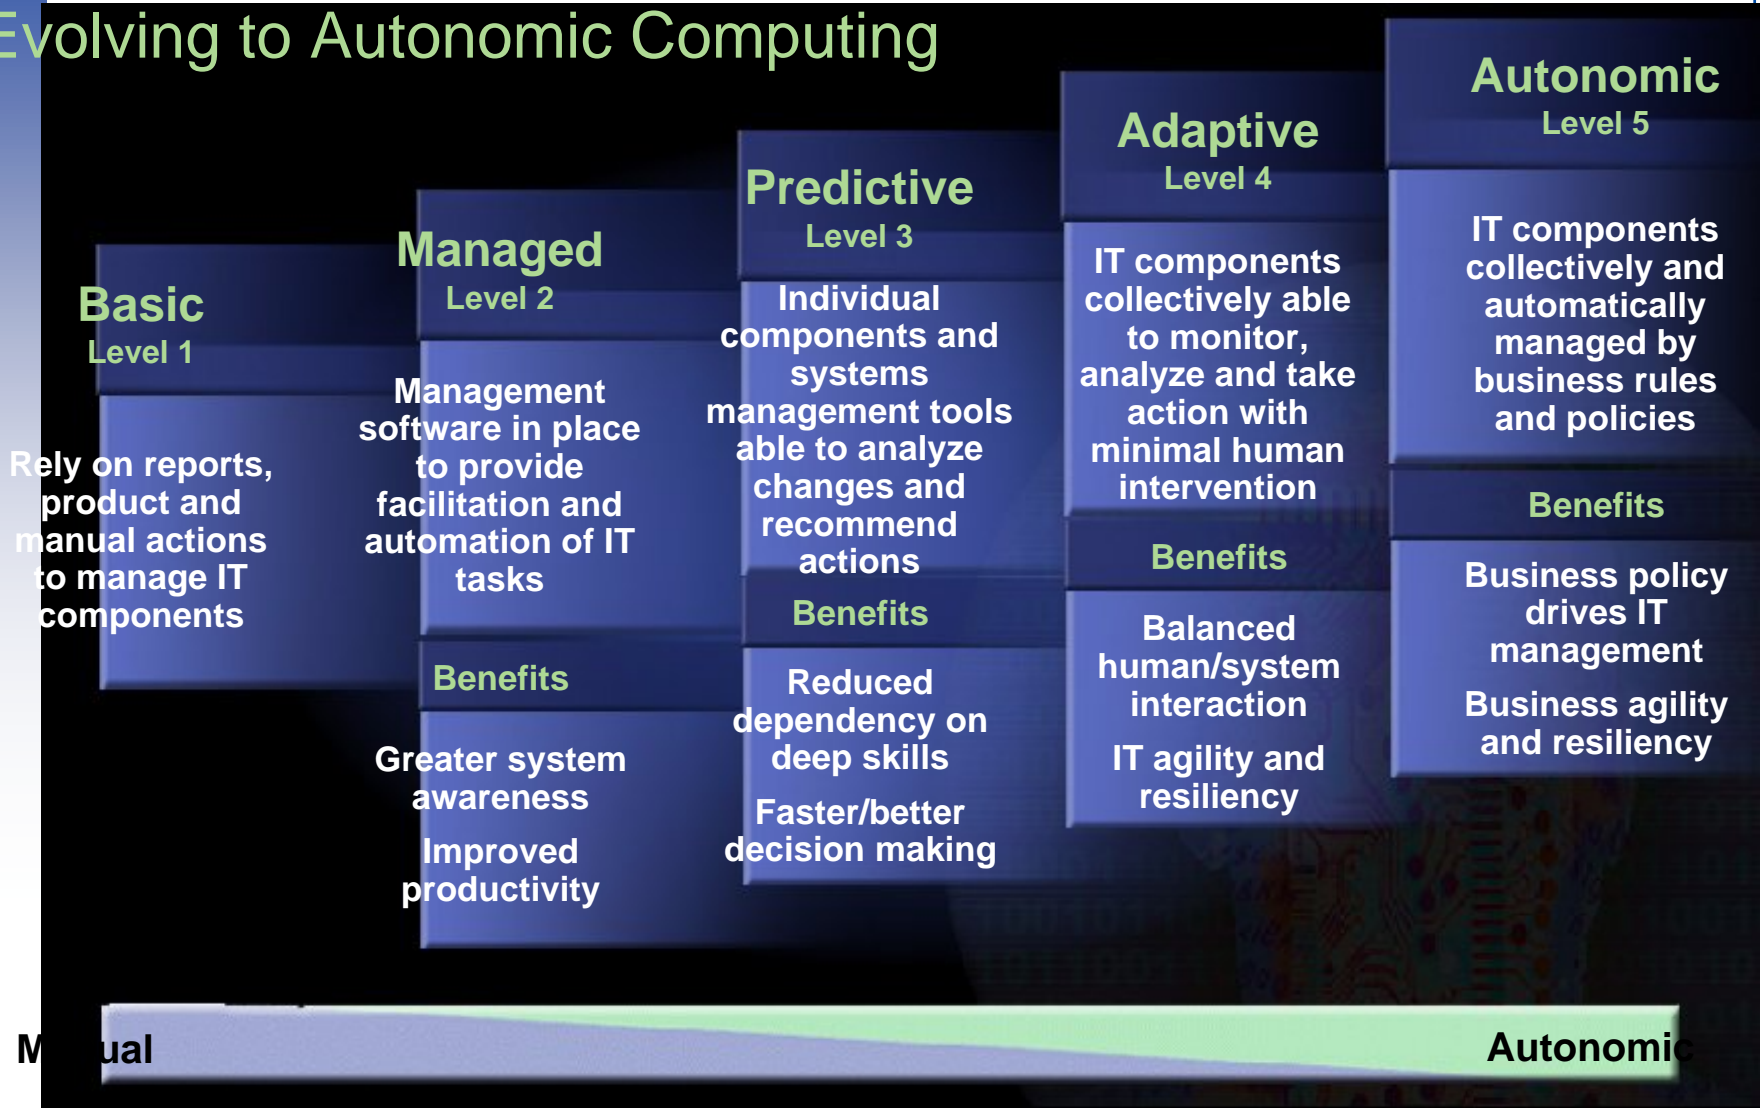 Evolving to Autonomic Computing
Basic
Level 1
Rely on reports,
product and
manual actions
to manage IT
components
Managed
Level 2
Management
software in place
to provide
facilitation and
automation of IT
tasks
Benefits
Greater system
awareness
Improved
productivity
Predictive
Level 3
Individual
components and
systems
management tools
able to analyze
changes and
recommend
actions
Benefits
Reduced
dependency on
deep skills
Faster/better
decision making
Adaptive
Level 4
IT components
collectively able
to monitor,
analyze and take
action with
minimal human
intervention
Benefits
Balanced
human/system
interaction
IT agility and
resiliency
Autonomic
Level 5
IT components
collectively and
automatically
managed by
business rules
and policies
Benefits
Business policy
drives IT
management
Business agility
and resiliency
Manual
Autonomic